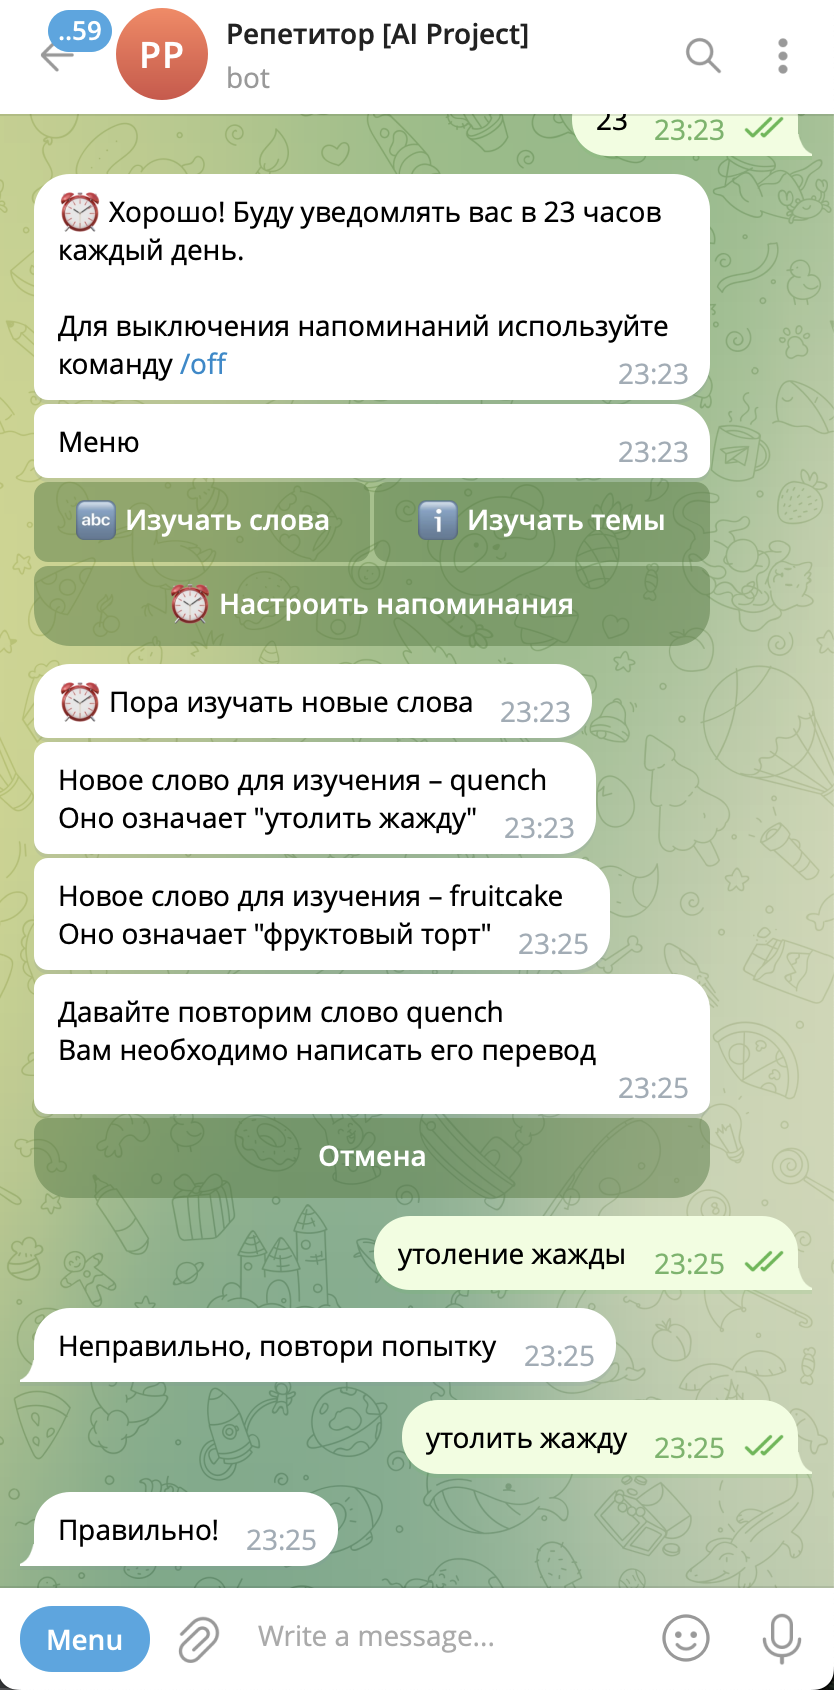 ..59
PP
Репетитор [AI Project]
bot
23 23:23
Хорошо! Буду уведомлять вас в 23 часов
каждый день.
Для выключения напоминаний используйте
команду /off
23:23
Меню 23:23
abc Изучать слова
i Изучать темы
Настроить напоминания
Пора изучать новые слова 23:23
Новое слово для изучения – quench
Оно означает "утолить жажду" 23:23
Новое слово для изучения – fruitcake
Оно означает "фруктовый торт" 23:25
Давайте повторим слово quench
Вам необходимо написать его перевод
23:25
Отмена
утоление жажды 23:25
Неправильно, повтори попытку 23:25
утолить жажду 23:25
Правильно! 23:25
Menu
Write a message...